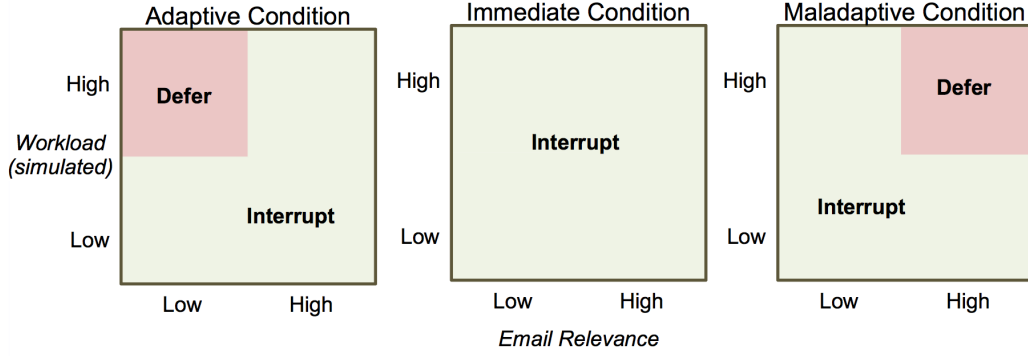 Adaptive Condition
High
Defer
Workload
(simulated)
Interrupt
Low
Low High
Immediate Condition
High
Interrupt
Low
Low High
Maladaptive Condition
High
Defer
Interrupt
Low
Low High
Email Relevance